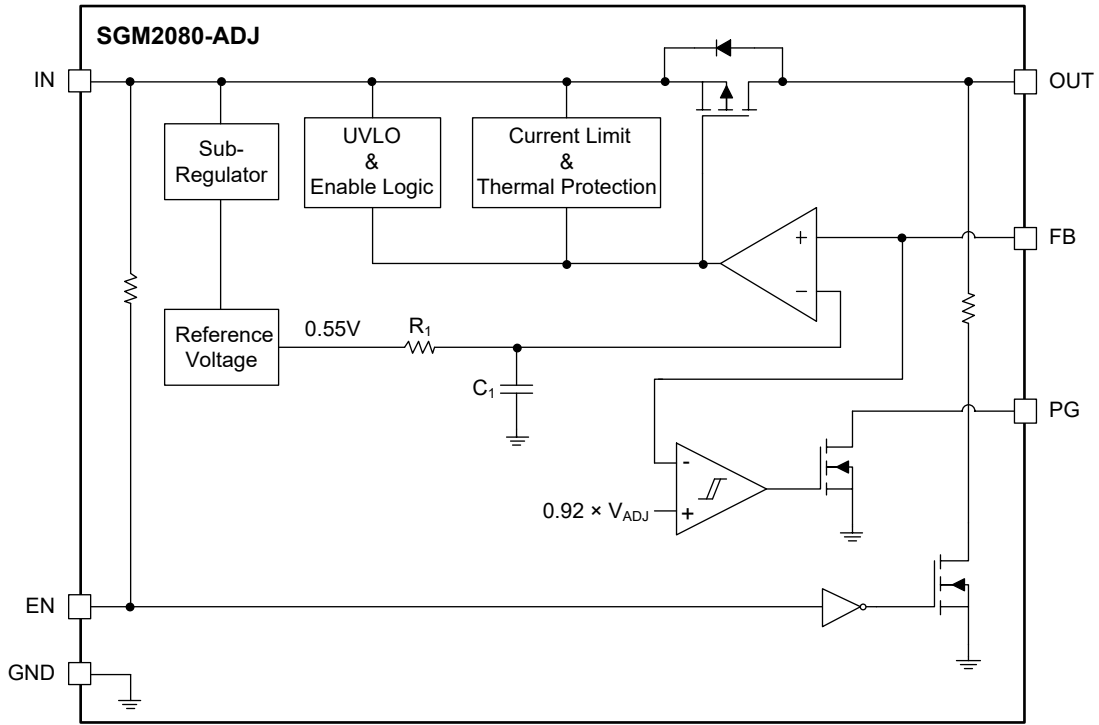 SGM2080-ADJ
IN
OUT
Sub-
Regulator
UVLO
&
Enable Logic
Current Limit
&
Thermal Protection
+
FB
−
Reference
Voltage
0.55V
R₁
C₁
PG
-
0.92 × V_ADJ
+
EN
GND